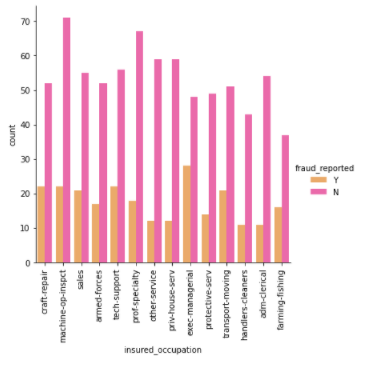 70
60
50
40
30
20
10
0
count
craft-repair
machine-op-inspct
sales
armed-forces
tech-support
prof-specialty
other-service
priv-house-serv
exec-managerial
protective-serv
transport-moving
handlers-cleaners
adm-clerical
farming-fishing
insured_occupation
fraud_reported
Y
N